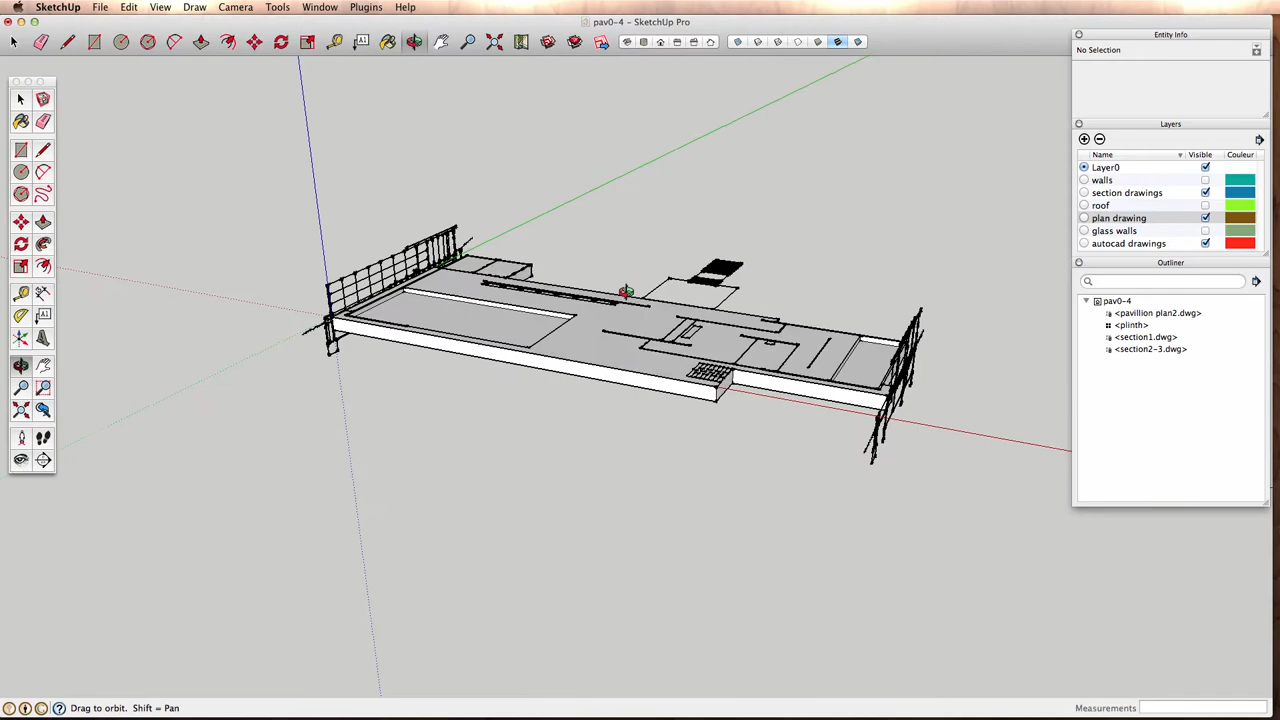 SketchUp File Edit View Draw Camera Tools Window Plugins Help
pav0-4 – SketchUp Pro
A1
A1
Entity Info
No Selection
Layers
Name Visible Couleur
Layer0
walls
section drawings
roof
plan drawing
glass walls
autocad drawings
Outliner
pav0-4
<pavillion plan2.dwg>
<plinth>
<section1.dwg>
<section2-3.dwg>
Drag to orbit. Shift = Pan
Measurements